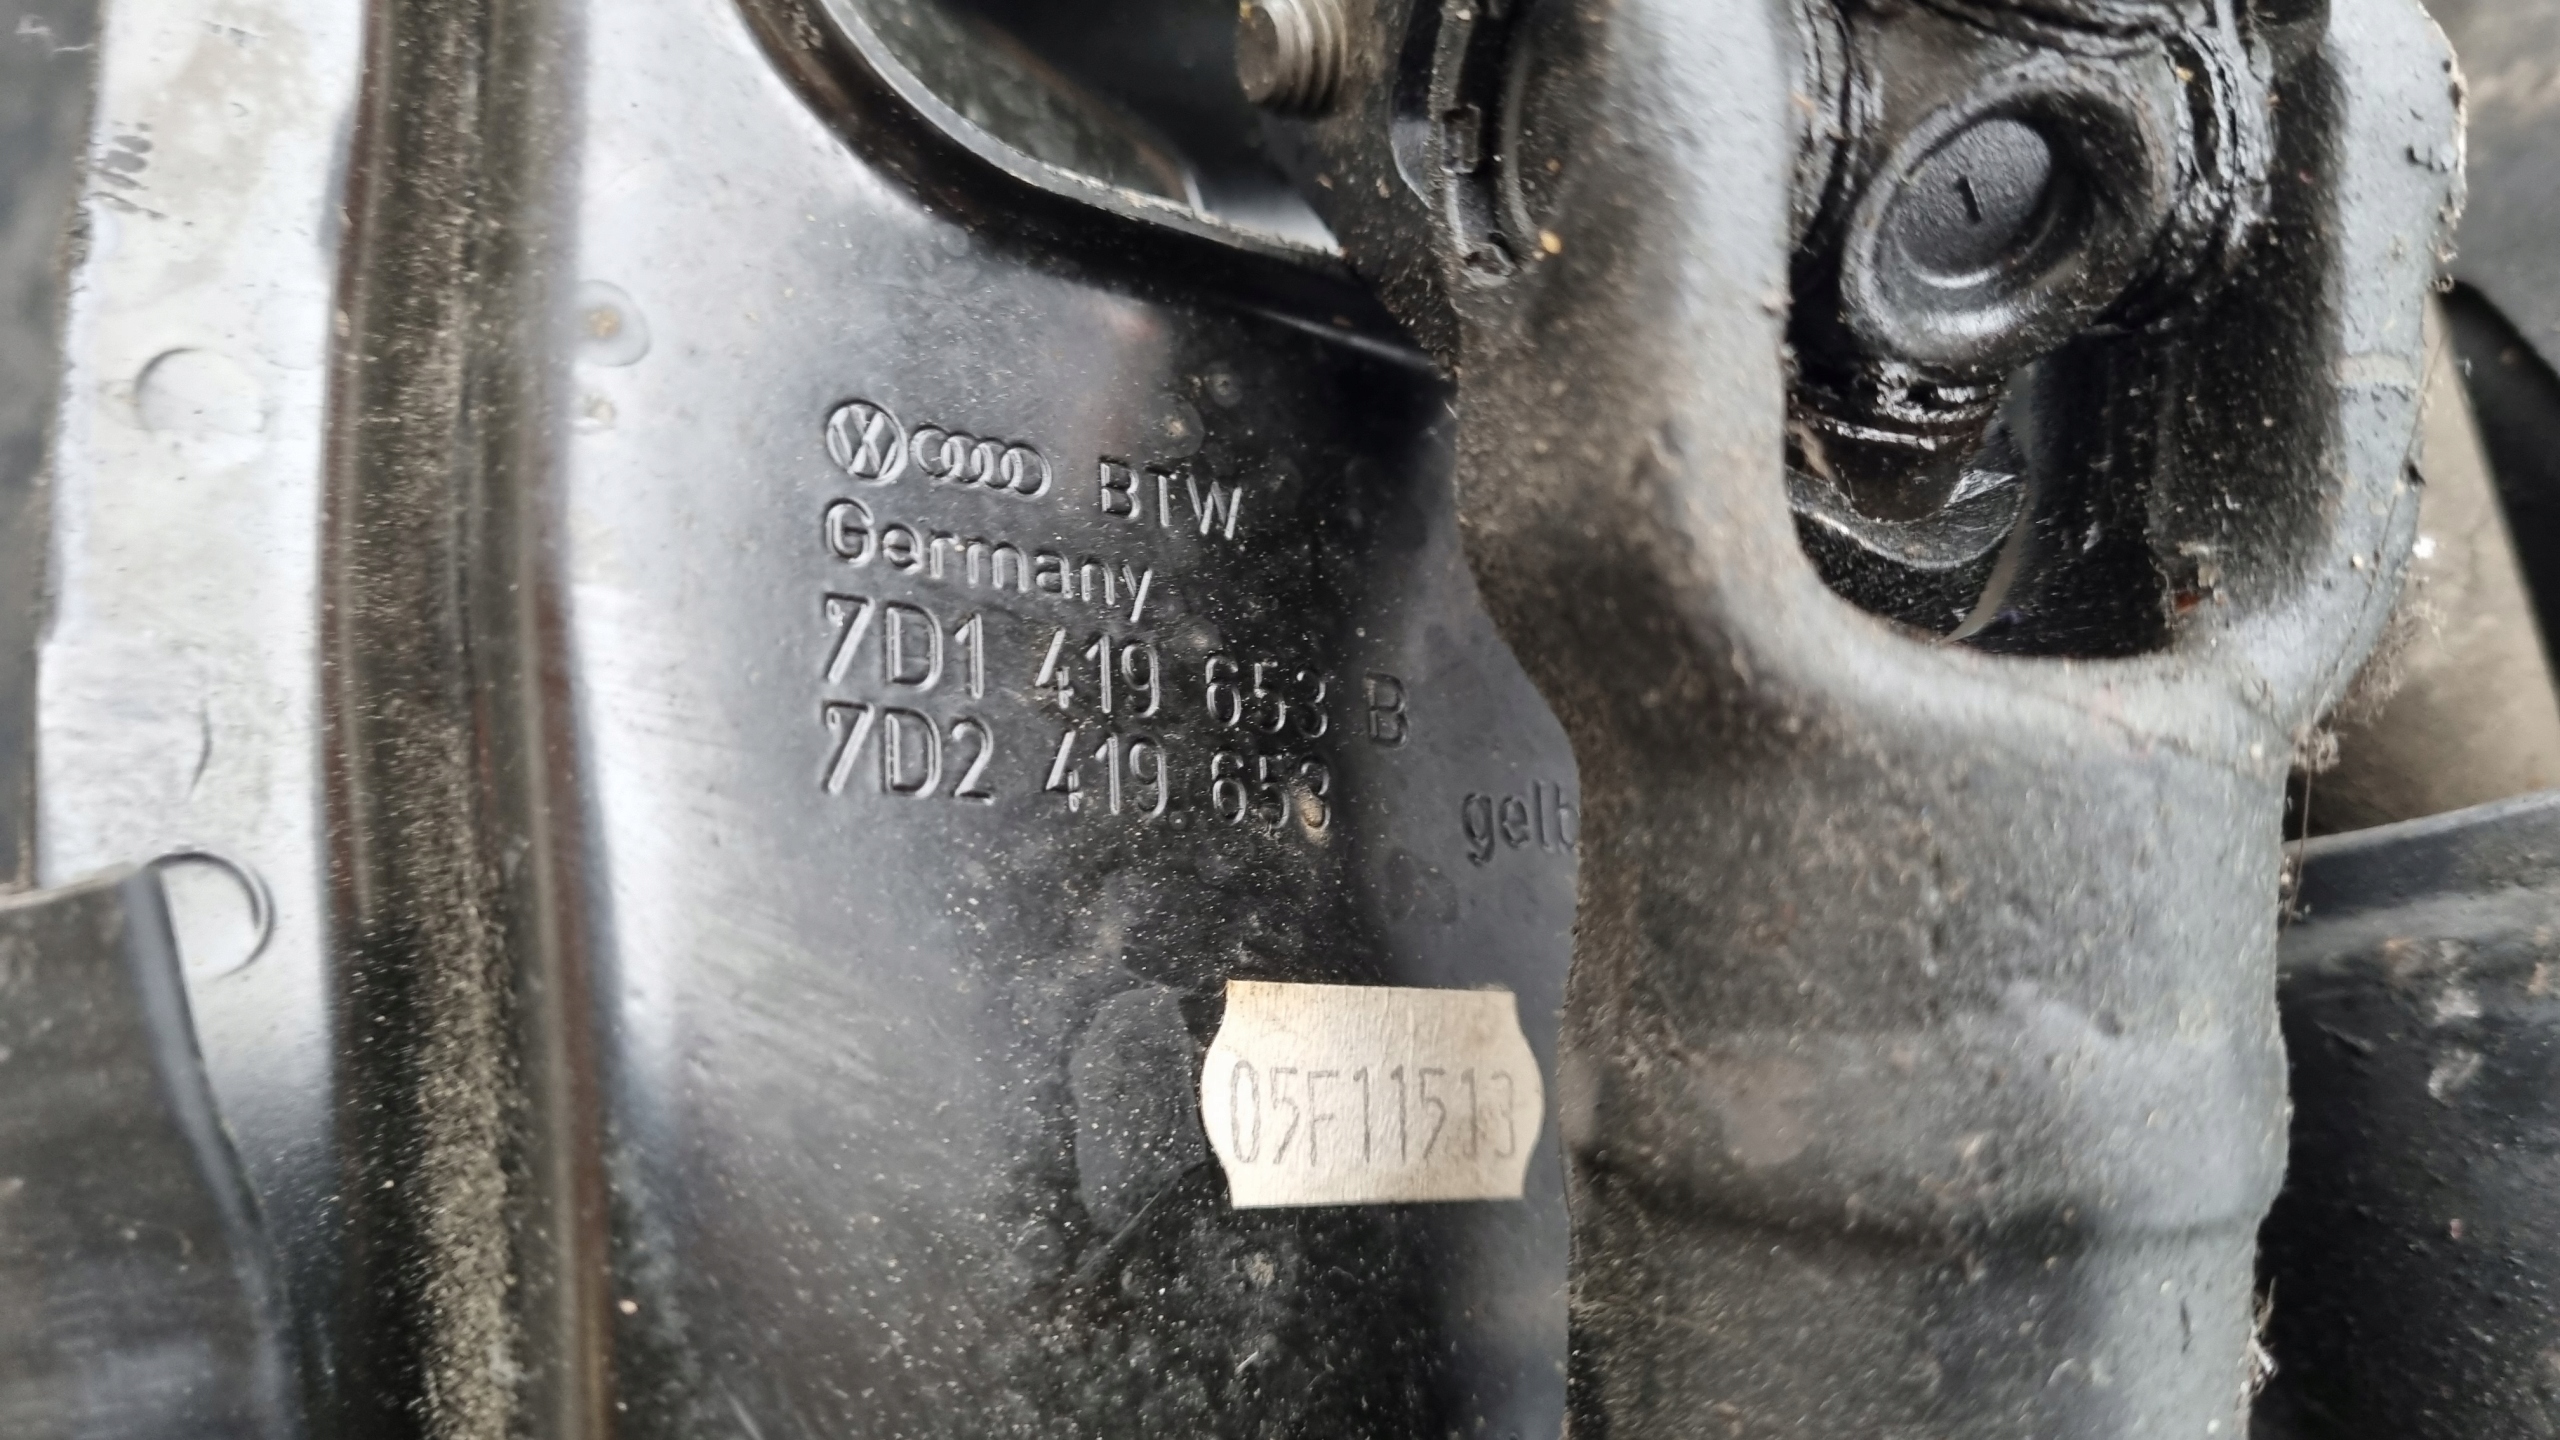 BTW
Germany
7D1 419 653 B
7D2 419 653
gelb
05F11513